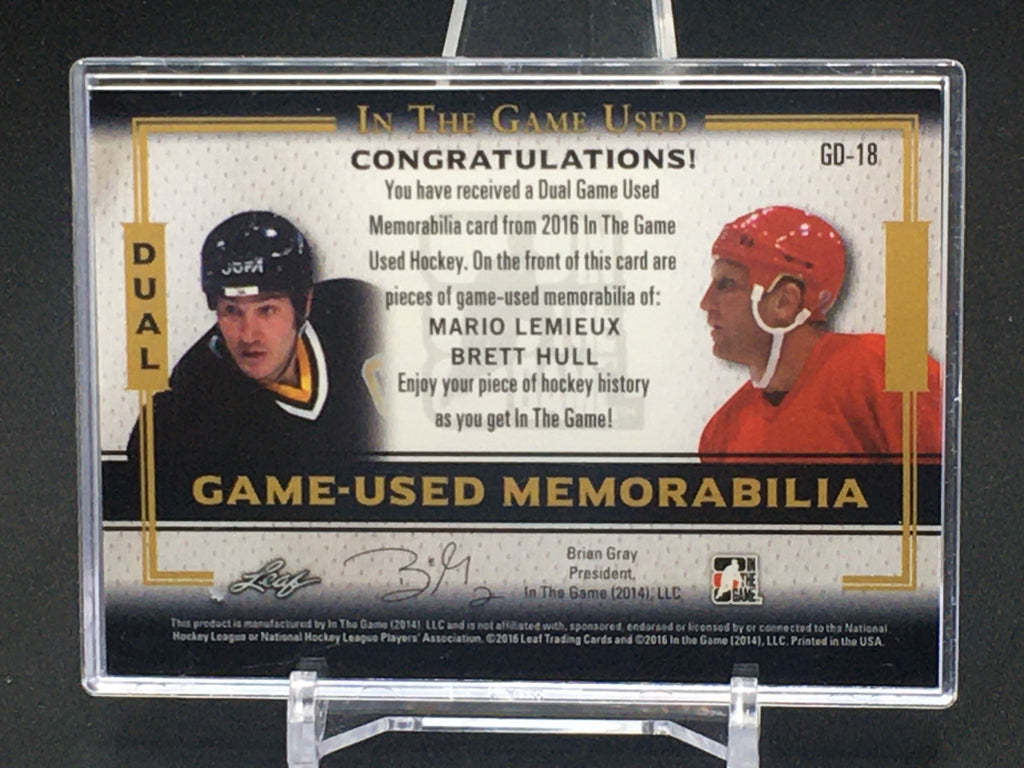 IN THE GAME USED
CONGRATULATIONS!
GD-18
You have received a Dual Game Used
Memorabilia card from 2016 In The Game
Used Hockey. On the front of this card are
pieces of game-used memorabilia of:
MARIO LEMIEUX
BRETT HULL
Enjoy your piece of hockey history
as you get In The Game!
DUAL
JOFA
GAME-USED MEMORABILIA
Leaf
Brian Gray
President,
In The Game (2014), LLC
IN
THE
GAME
This product is manufactured by In The Game (2014), LLC and is not affiliated with, sponsored, endorsed or licensed by or connected to the National
Hockey League or National Hockey League Players' Association. ©2016 Leaf Trading Cards and ©2016 In the Game (2014), LLC. Printed in the USA.